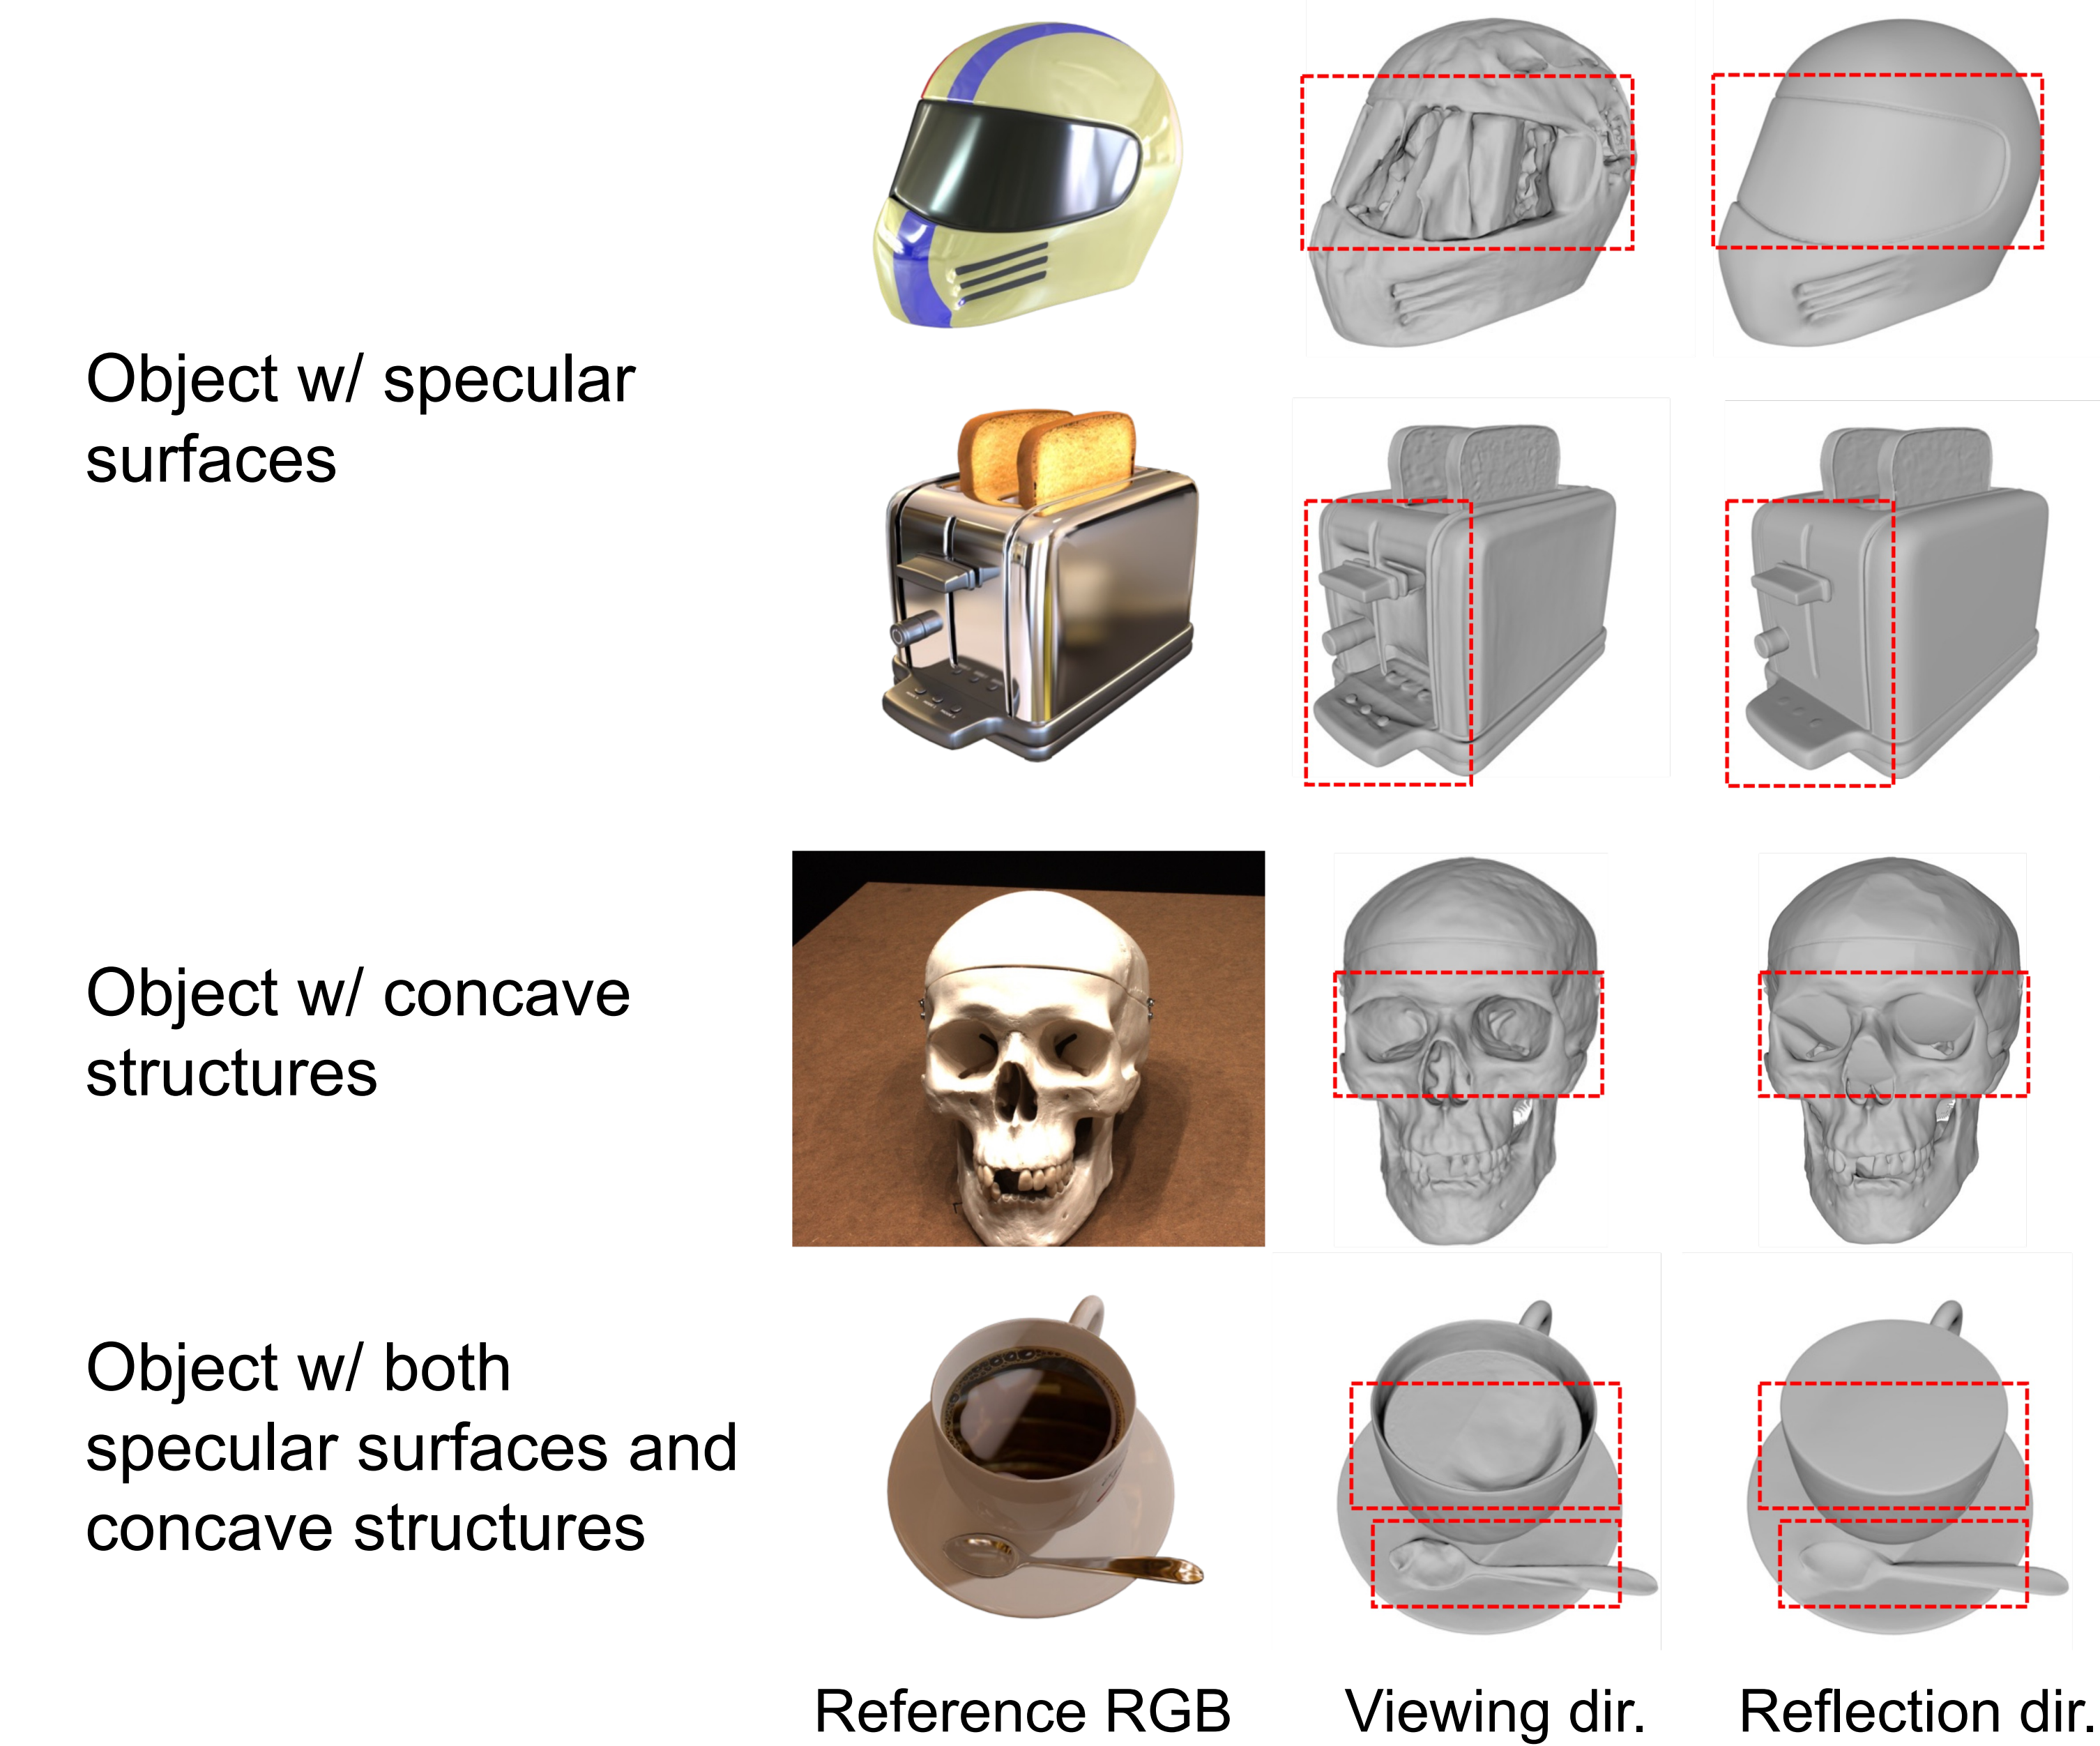 Object w/ specular
surfaces
Object w/ concave
structures
Object w/ both
specular surfaces and
concave structures
Reference RGB
Viewing dir.
Reflection dir.